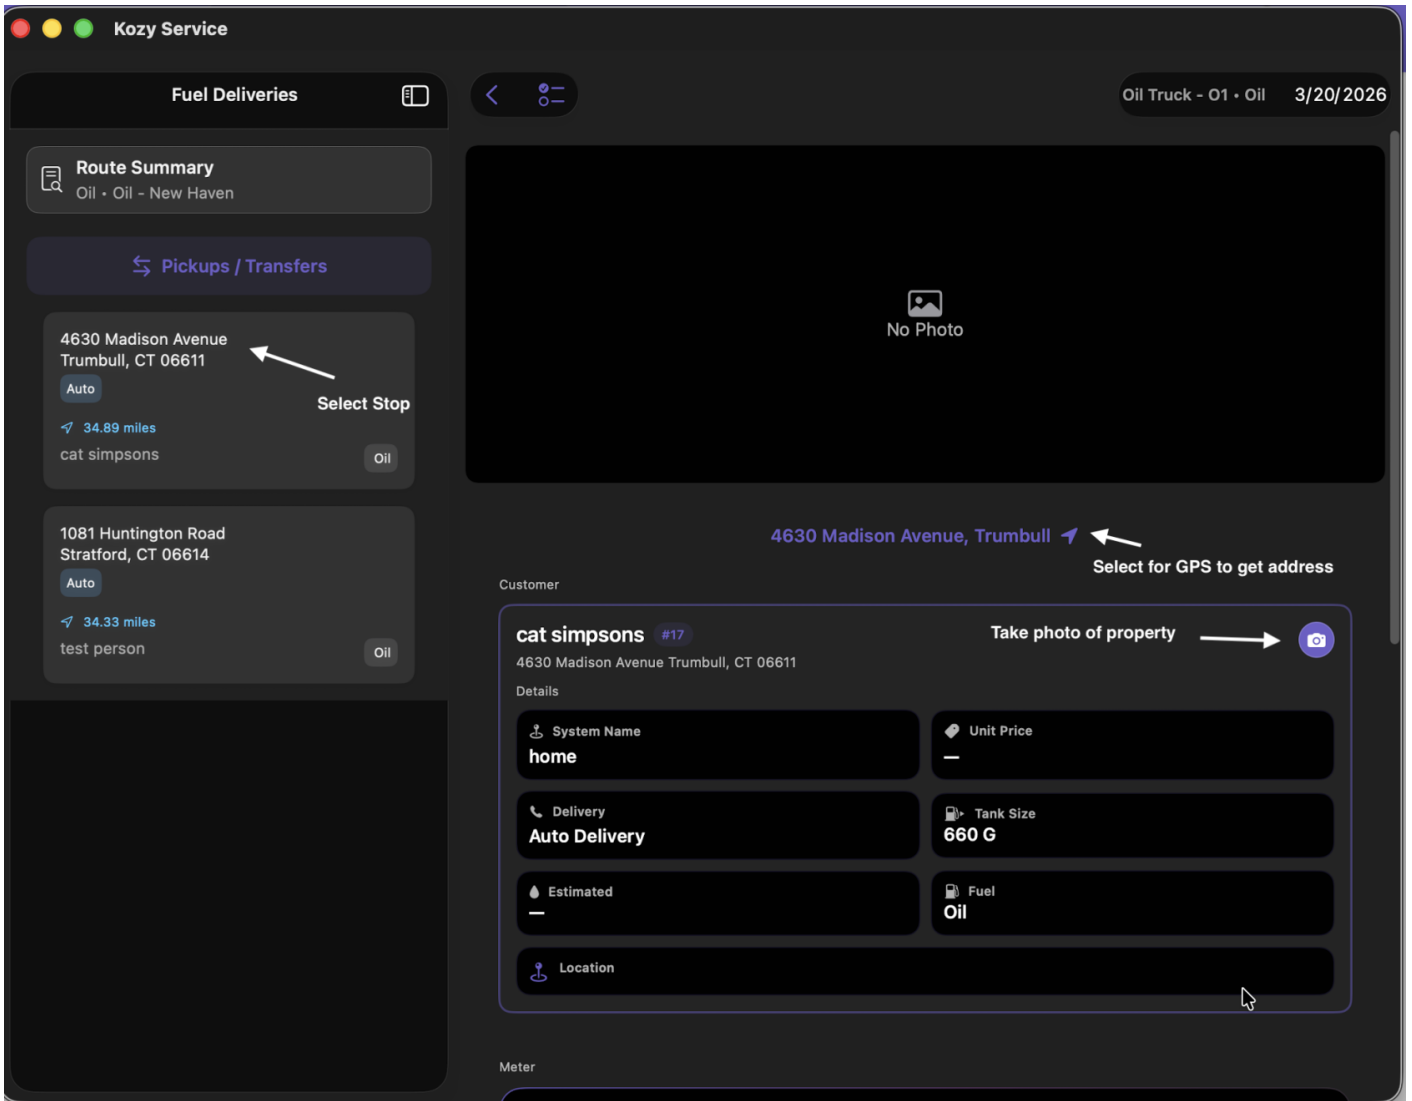 Kozy Service
Fuel Deliveries
Route Summary
Oil • Oil - New Haven
Pickups / Transfers
4630 Madison Avenue
Trumbull, CT 06611
Auto
Select Stop
34.89 miles
cat simpsons
Oil
1081 Huntington Road
Stratford, CT 06614
Auto
34.33 miles
test person
Oil
Oil Truck - O1 • Oil 3/20/2026
No Photo
4630 Madison Avenue, Trumbull
Select for GPS to get address
Customer
cat simpsons #17
Take photo of property
4630 Madison Avenue Trumbull, CT 06611
Details
System Name
home
Unit Price
—
Delivery
Auto Delivery
Tank Size
660 G
Estimated
—
Fuel
Oil
Location
Meter